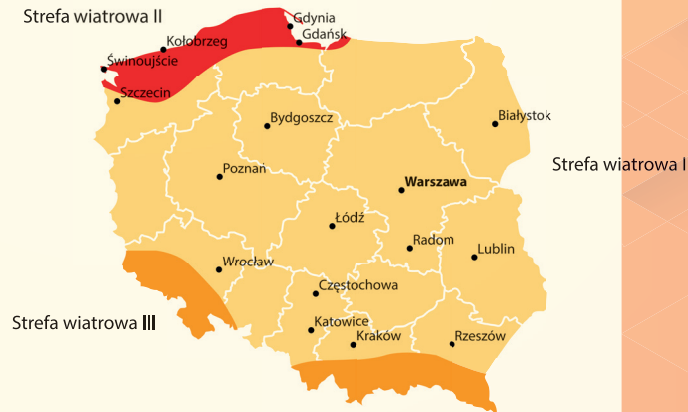 Strefa wiatrowa II
Gdynia
Gdańsk
Kołobrzeg
Świnoujście
Szczecin
Bydgoszcz
Białystok
Strefa wiatrowa I
Poznań
Warszawa
Łódź
Radom
Lublin
Wrocław
Częstochowa
Strefa wiatrowa III
Katowice
Kraków
Rzeszów